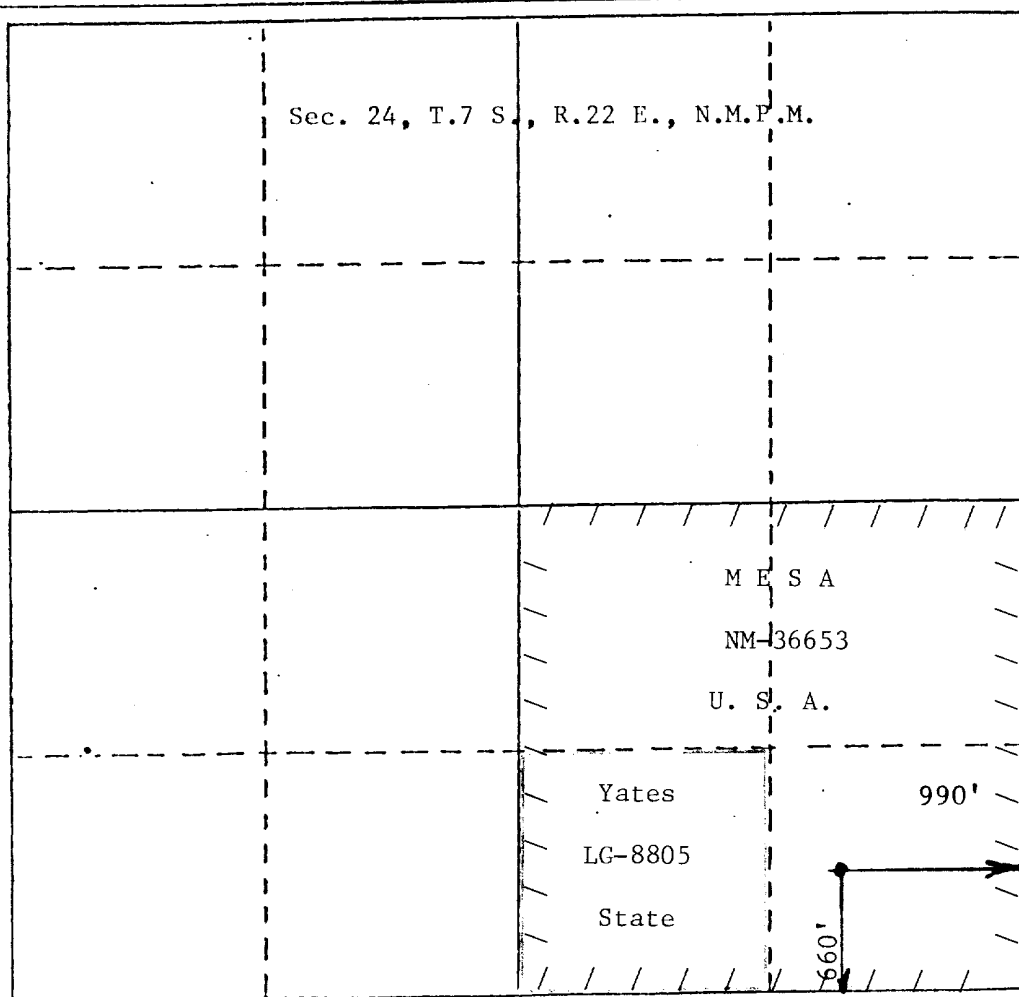 Sec. 24, T.7 S., R.22 E., N.M.P.M.
M E S A
NM-36653
U. S. A.
Yates
LG-8805
State
990'
660'